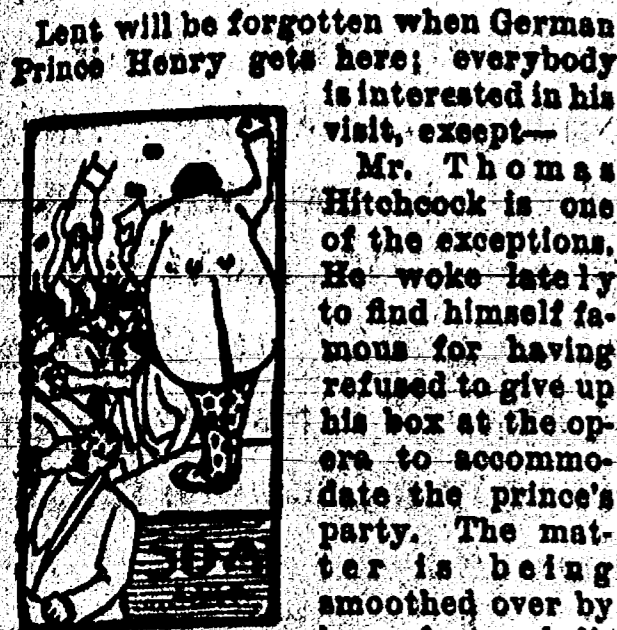 Lent will be forgotten when German
Prince Henry gets here; everybody
is interested in his
visit, except—
Mr. Thomas
Hitchcock is one
of the exceptions.
He woke lately
to find himself fa-
mous for having
refused to give up
his box at the op-
era to accommo-
date the prince's
party. The mat-
ter is being
smoothed over by